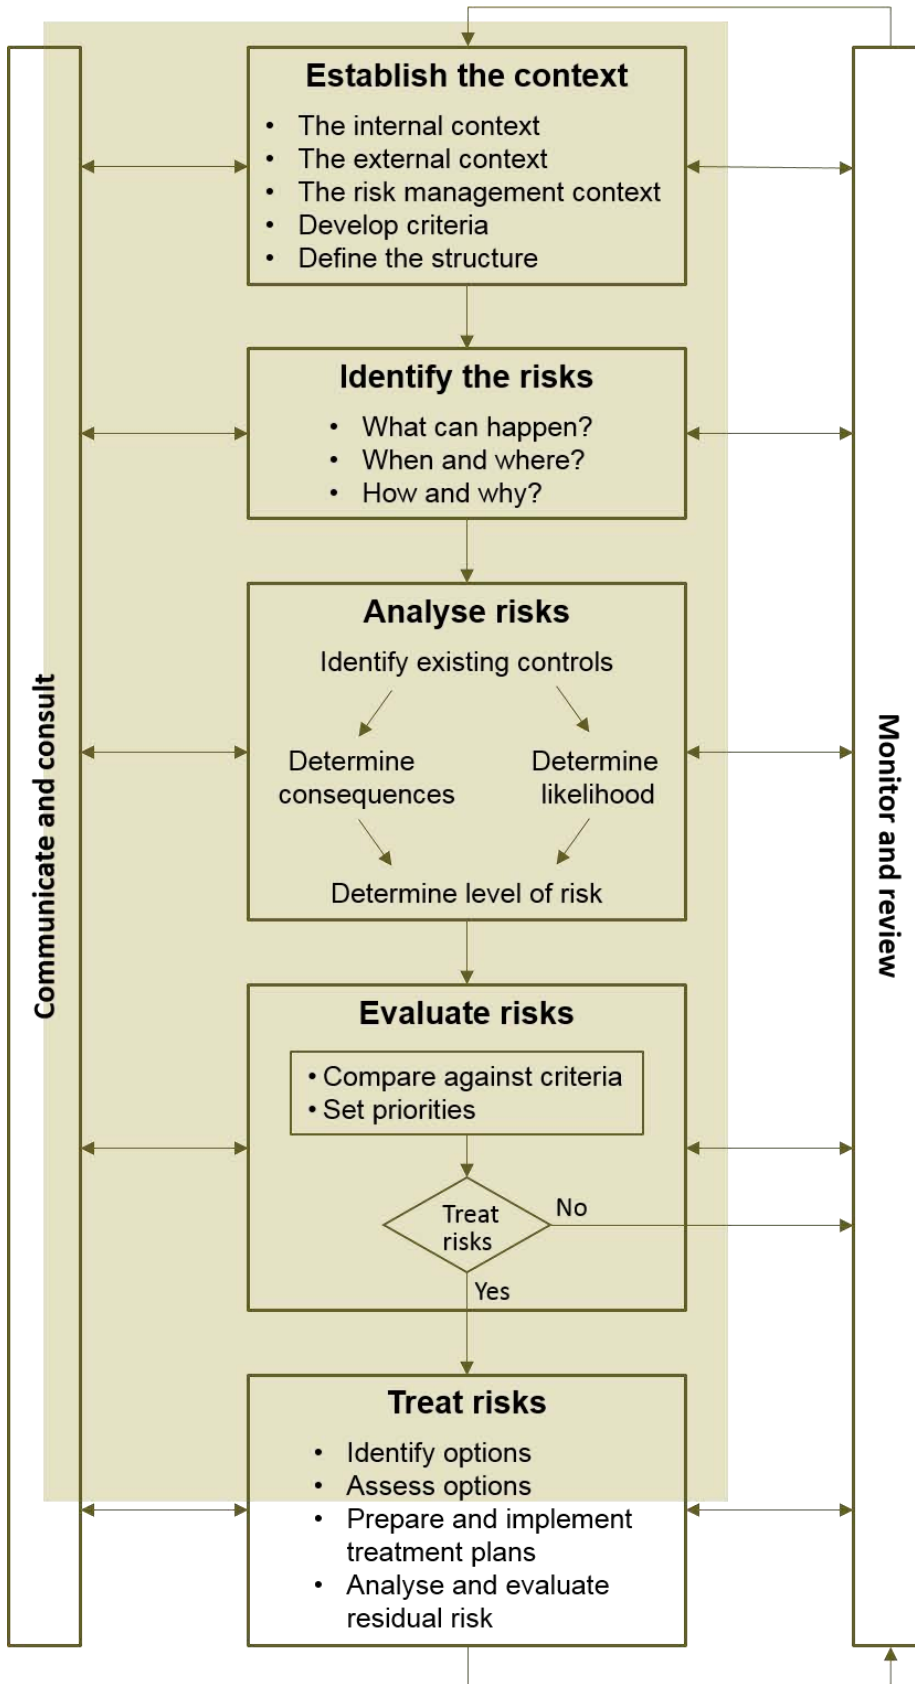 Establish the context
• The internal context
• The external context
• The risk management context
• Develop criteria
• Define the structure
Identify the risks
• What can happen?
• When and where?
• How and why?
Analyse risks
Identify existing controls
Determine
consequences
Determine
likelihood
Determine level of risk
Evaluate risks
• Compare against criteria
• Set priorities
Treat
risks
No
Yes
Treat risks
• Identify options
• Assess options
• Prepare and implement
treatment plans
• Analyse and evaluate
residual risk
Communicate and consult
Monitor and review